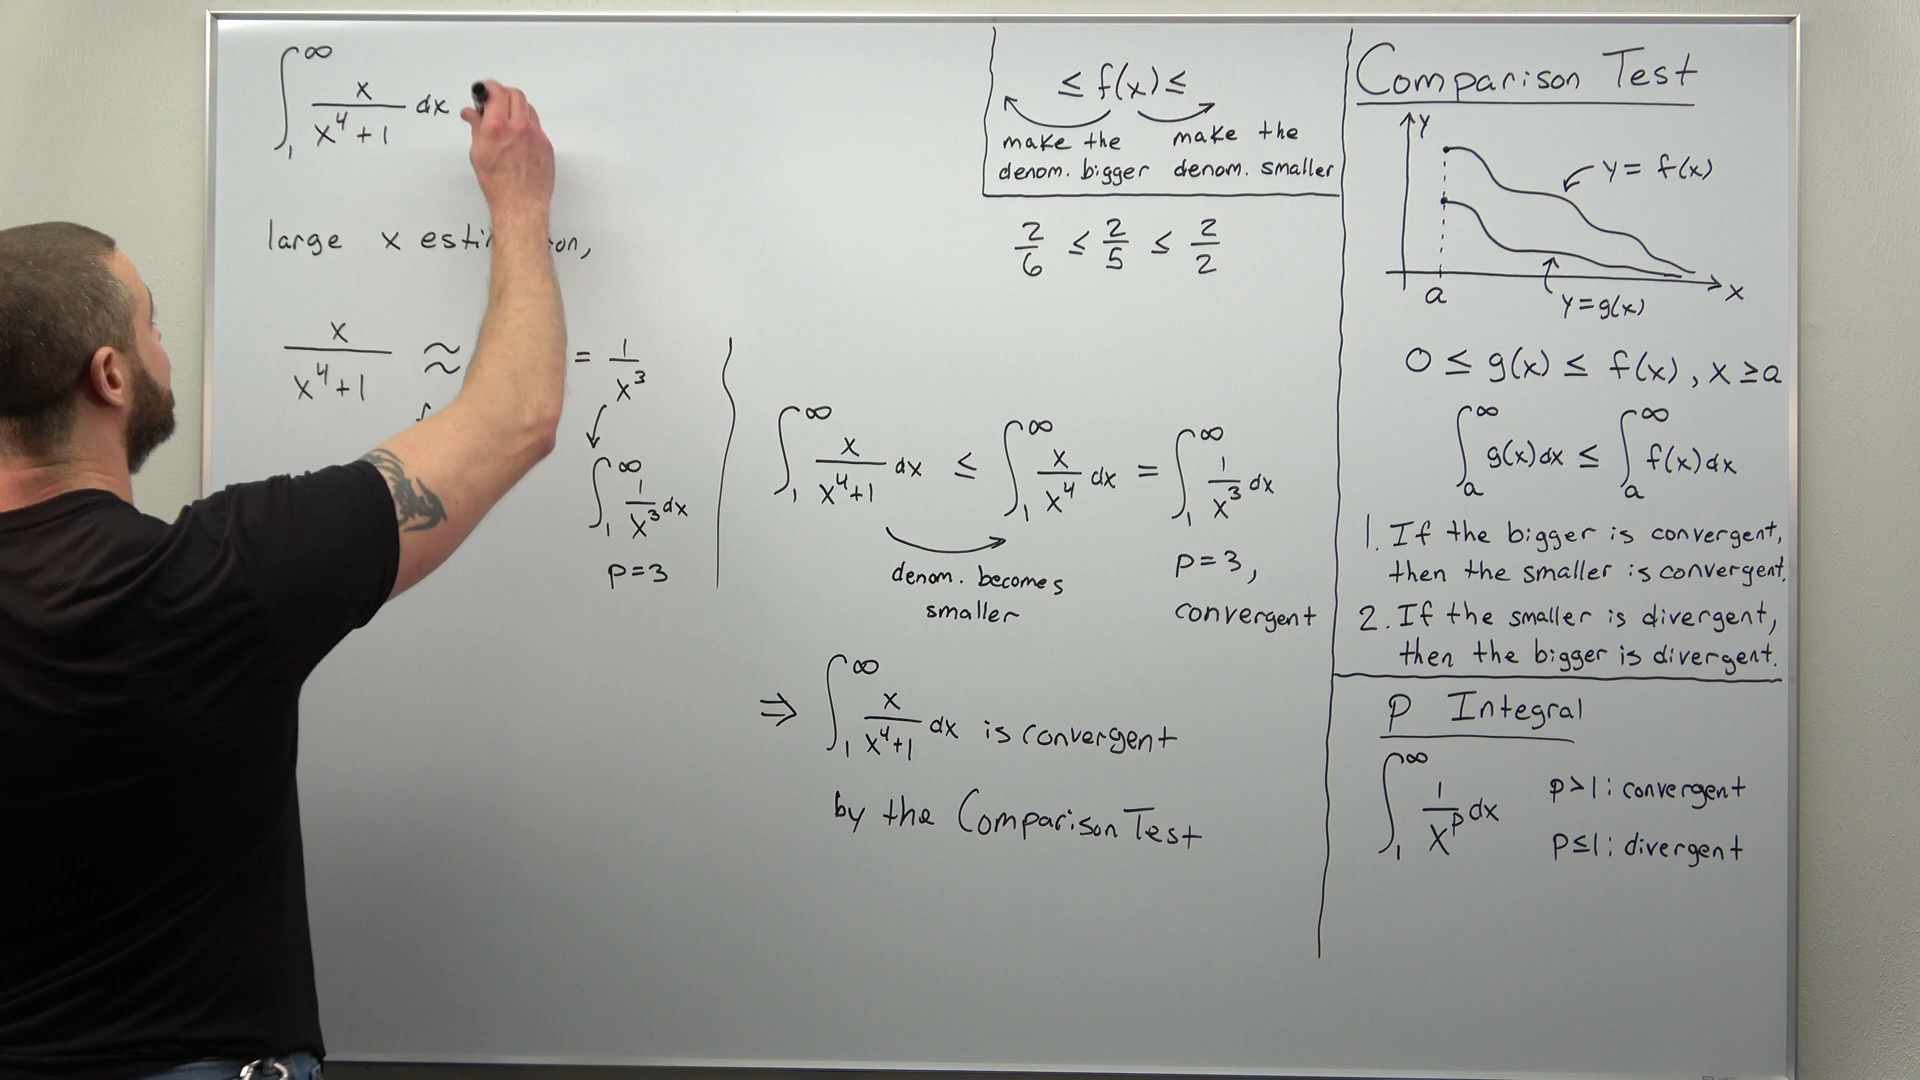 ∫₁^∞ x/(x⁴+1) dx
large x
x/(x⁴+1) ≈
= 1/x³
∫₁^∞ 1/x³ dx
p=3
≤ f(x) ≤
make the denom. bigger
make the denom. smaller
2/6 ≤ 2/5 ≤ 2/2
∫₁^∞ x/(x⁴+1) dx ≤ ∫₁^∞ x/x⁴ dx = ∫₁^∞ 1/x³ dx
denom. becomes
smaller
p=3,
convergent
⇒ ∫₁^∞ x/(x⁴+1) dx is convergent
by the Comparison Test
Comparison Test
y
y = f(x)
a
x
y=g(x)
0 ≤ g(x) ≤ f(x), x ≥ a
∫ₐ^∞ g(x)dx ≤ ∫ₐ^∞ f(x)dx
1. If the bigger is convergent,
then the smaller is convergent.
2. If the smaller is divergent,
then the bigger is divergent.
P Integral
∫₁^∞ 1/x^p dx
p>1: convergent
p≤1: divergent